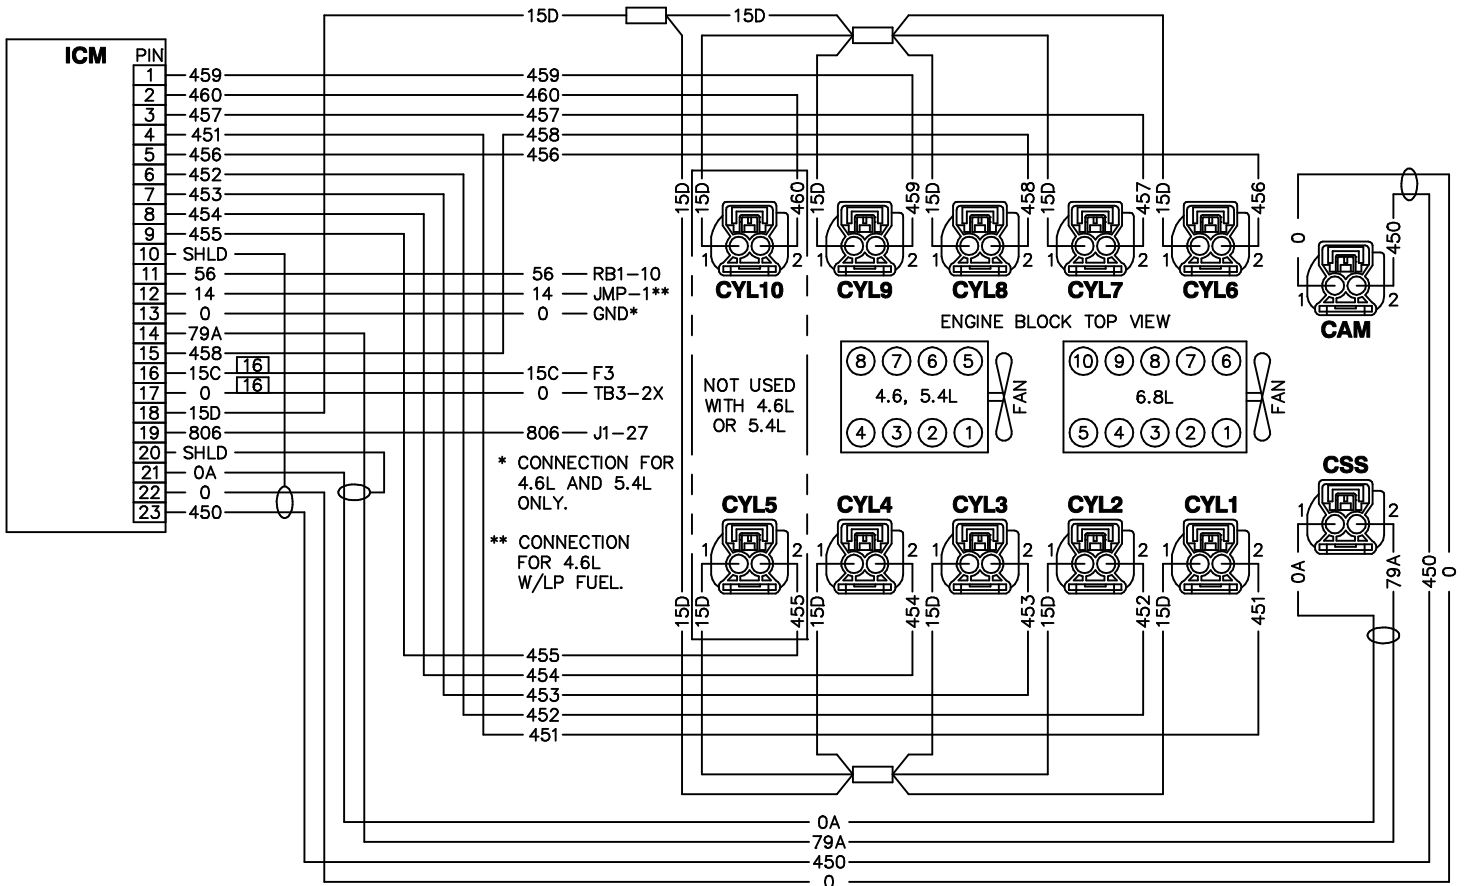 15D 15D
ICM PIN
1 459 459
2 460 460
3 457 457
4 451 458
5 456 456
6 452
7 453
8 454
9 455
10 SHLD
11 56 56 RB1-10
12 14 14 JMP-1**
13 0 0 GND*
14 79A
15 458
16 15C 16 15C F3
17 0 16 0 TB3-2X
18 15D
19 806 806 J1-27
20 SHLD
21 0A
22 0
23 450
15D 15D 460 15D 459 15D 458 15D 457 15D 456
1 2 1 2 1 2 1 2 1 2
CYL10 CYL9 CYL8 CYL7 CYL6
0 450
1 2
CAM
ENGINE BLOCK TOP VIEW
8 7 6 5
4.6, 5.4L
4 3 2 1
FAN
10 9 8 7 6
6.8L
5 4 3 2 1
FAN
NOT USED
WITH 4.6L
OR 5.4L
* CONNECTION FOR
4.6L AND 5.4L
ONLY.
** CONNECTION
FOR 4.6L
W/LP FUEL.
CYL5 CYL4 CYL3 CYL2 CYL1
1 2 1 2 1 2 1 2 1 2
15D 15D 455 15D 454 15D 453 15D 452 15D 451
CSS
1 2
0A 79A 450 0
455
454
453
452
451
0A
79A
450
0